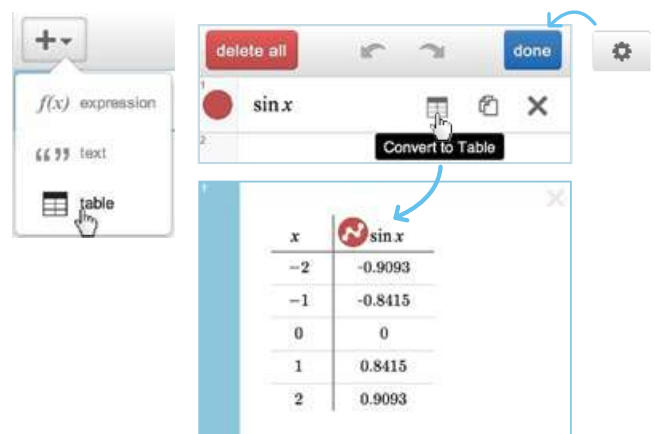 f(x) expression
““ ”” text
table
delete all
done
1
sin x
2
Convert to Table
1
x sin x
−2 -0.9093
−1 -0.8415
0 0
1 0.8415
2 0.9093